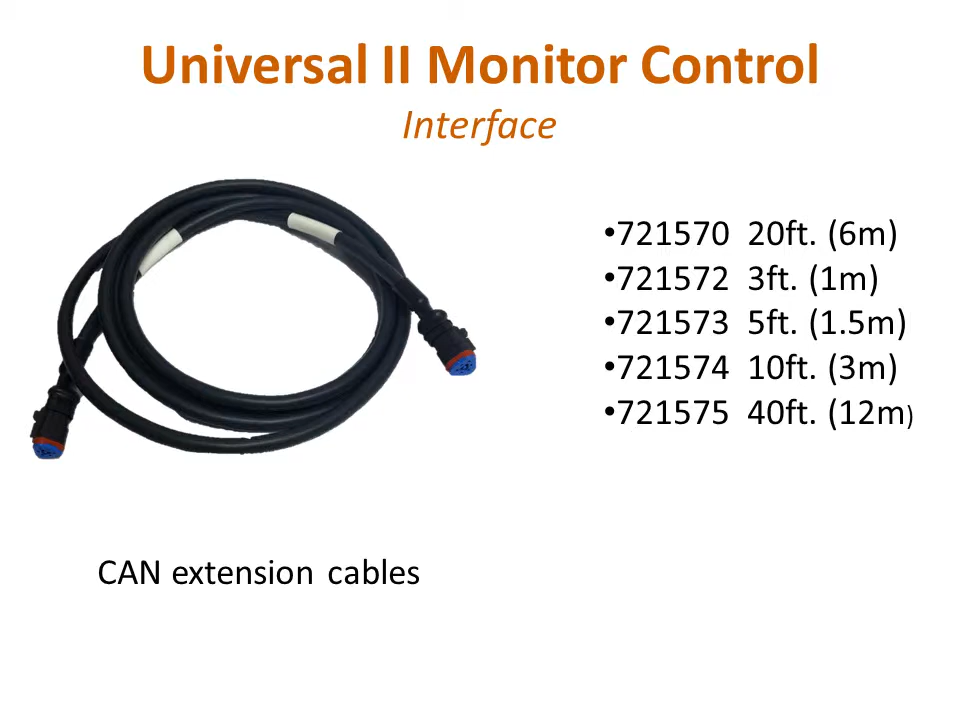 Universal II Monitor Control
Interface
•721570 20ft. (6m)
•721572 3ft. (1m)
•721573 5ft. (1.5m)
•721574 10ft. (3m)
•721575 40ft. (12m)
CAN extension cables